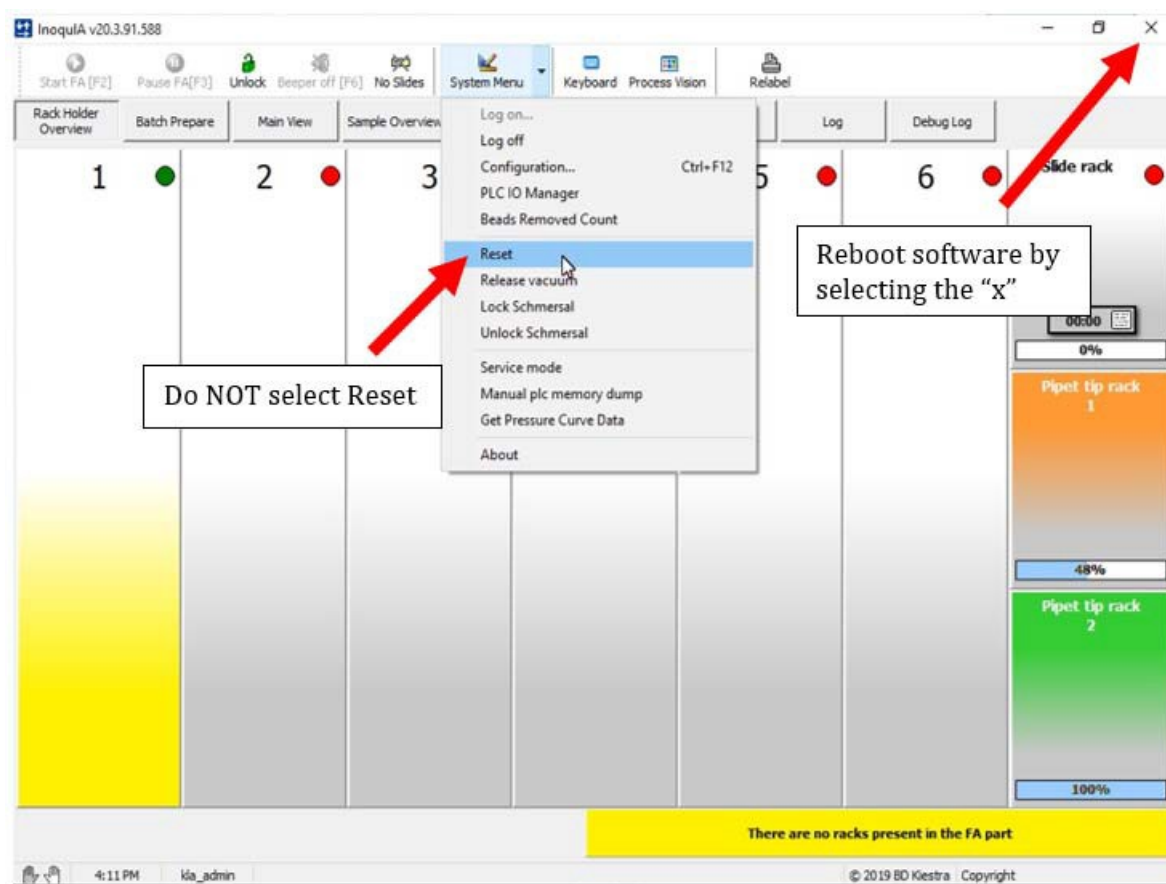 InoqulA v20.3.91.588
Start FA [F2] Pause FA[F3] Unlock Beeper off [F6] No Slides System Menu Keyboard Process Vision Relabel
Rack Holder Overview Batch Prepare Main View Sample Overview Log Debug Log
Log on...
Log off
Configuration... Ctrl+F12
PLC IO Manager
Beads Removed Count
Reset
Release vacuum
Lock Schmersal
Unlock Schmersal
Service mode
Manual plc memory dump
Get Pressure Curve Data
About
1 2 3 5 6 Slide rack
Do NOT select Reset
Reboot software by
selecting the “x”
00:00
0%
Pipet tip rack
1
48%
Pipet tip rack
2
100%
There are no racks present in the FA part
4:11 PM kla_admin © 2019 BD Kiestra Copyright